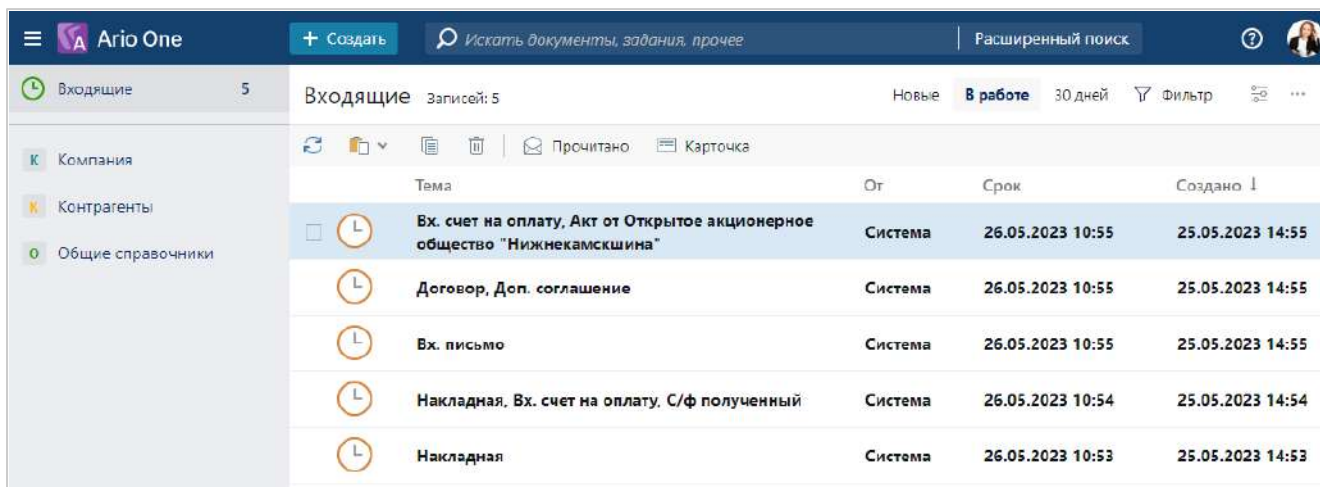 Ario One
+ Создать
Искать документы, задания, прочее
Расширенный поиск
Входящие 5
Компания
Контрагенты
Общие справочники
Входящие Записей: 5
Новые В работе 30 дней Фильтр
Прочитано Карточка
Тема От Срок Создано
Вх. счет на оплату, Акт от Открытое акционерное
общество "Нижнекамскшина" Система 26.05.2023 10:55 25.05.2023 14:55
Договор, Доп. соглашение Система 26.05.2023 10:55 25.05.2023 14:55
Вх. письмо Система 26.05.2023 10:55 25.05.2023 14:55
Накладная, Вх. счет на оплату, С/ф полученный Система 26.05.2023 10:54 25.05.2023 14:54
Накладная Система 26.05.2023 10:53 25.05.2023 14:53